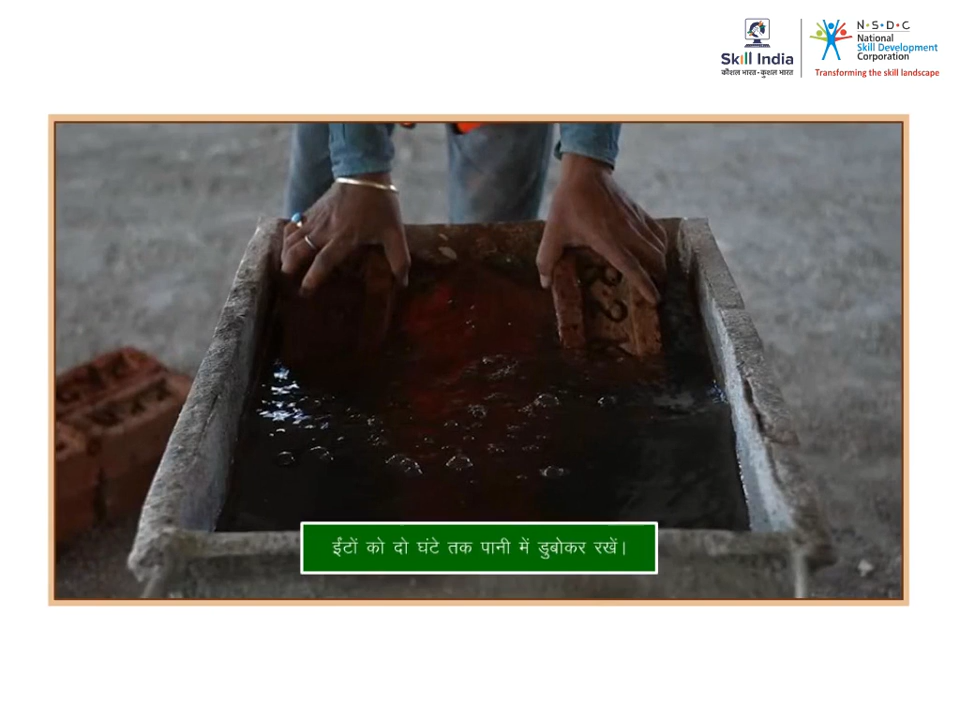 Skill India
कौशल भारत - कुशल भारत
N·S·D·C
National
Skill Development
Corporation
Transforming the skill landscape
ईंटों को दो घंटे तक पानी में डुबोकर रखें।